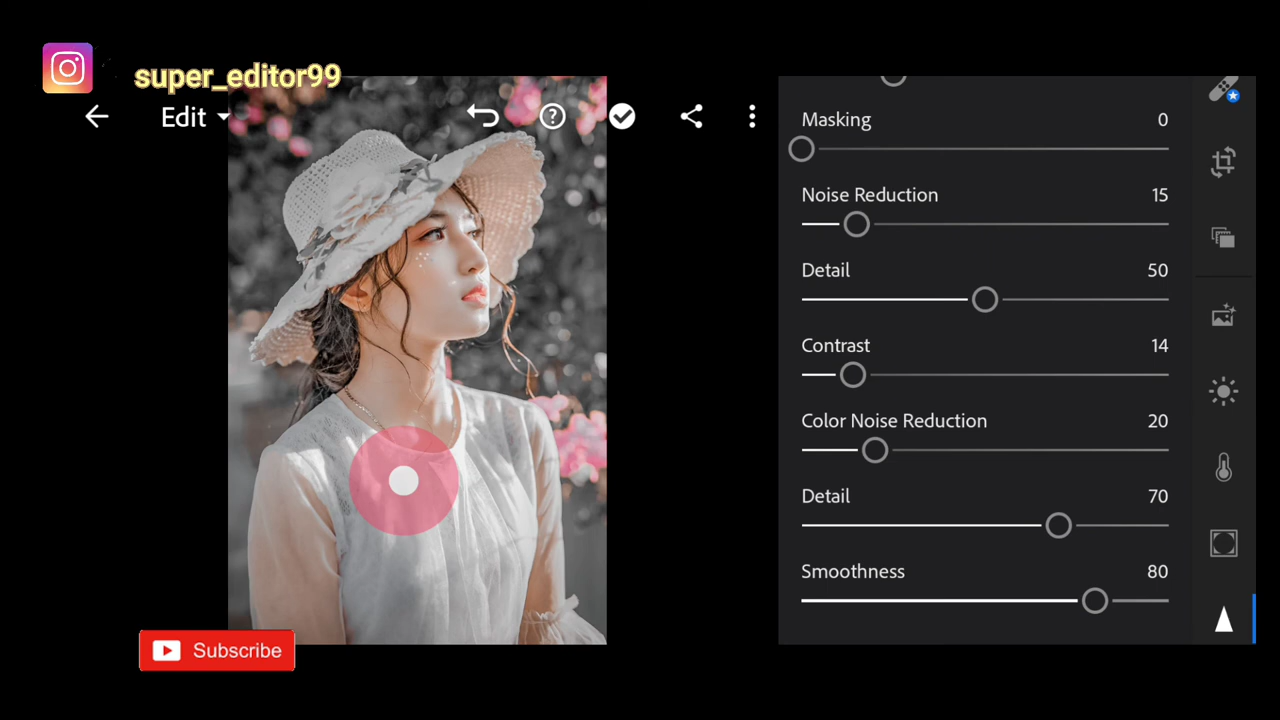 super_editor99
Edit
Masking 0
Noise Reduction 15
Detail 50
Contrast 14
Color Noise Reduction 20
Detail 70
Smoothness 80
Subscribe